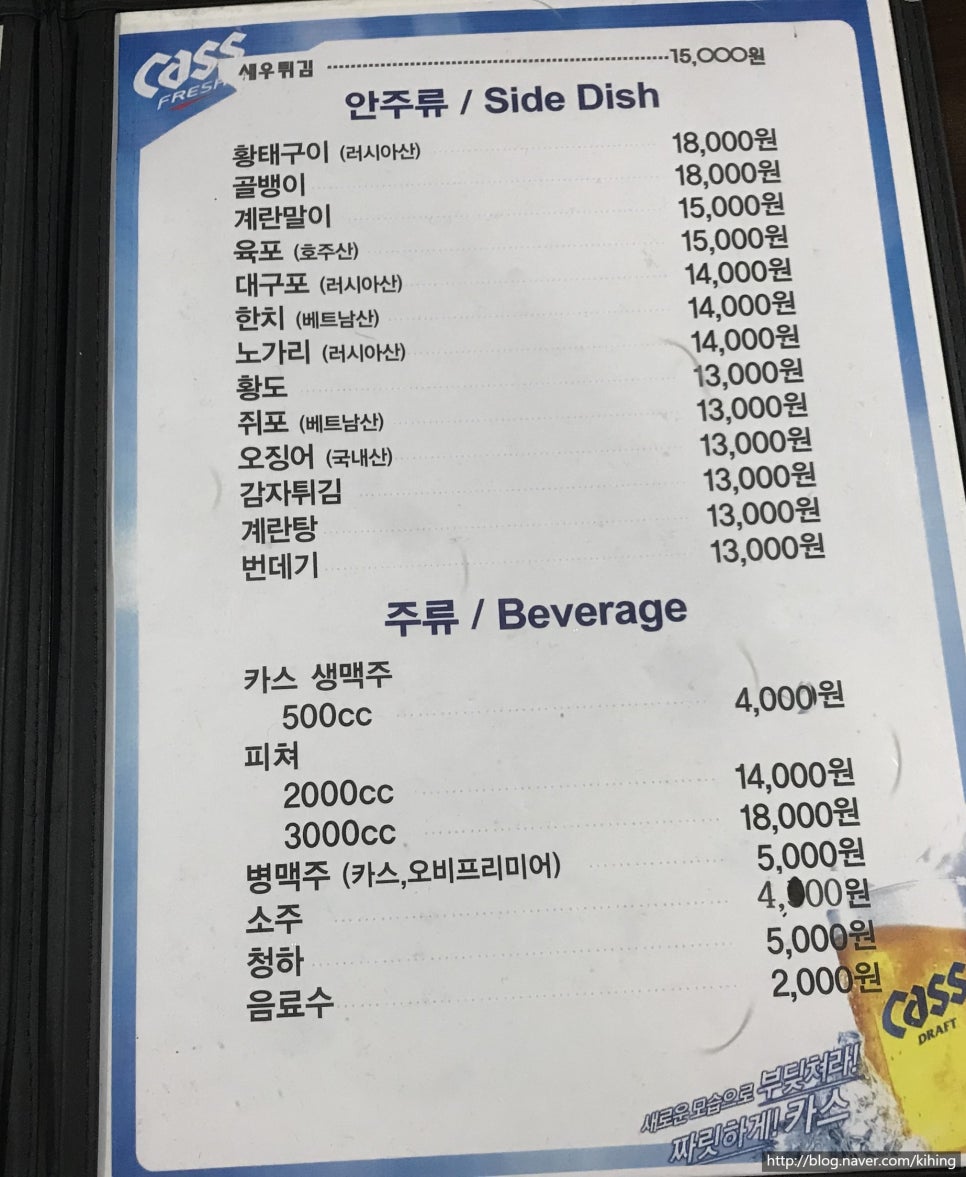 Cass
FRESH
새우튀김 15,000원
안주류 / Side Dish
황태구이 (러시아산) 18,000원
골뱅이 18,000원
계란말이 15,000원
육포 (호주산) 15,000원
대구포 (러시아산) 14,000원
한치 (베트남산) 14,000원
노가리 (러시아산) 14,000원
황도 13,000원
쥐포 (베트남산) 13,000원
오징어 (국내산) 13,000원
감자튀김 13,000원
계란탕 13,000원
번데기 13,000원
주류 / Beverage
카스 생맥주
500cc 4,000원
피쳐
2000cc 14,000원
3000cc 18,000원
병맥주 (카스,오비프리미어) 5,000원
소주 4,000원
청하 5,000원
음료수 2,000원
Cass
DRAFT
새로운 모습으로 부딪쳐라!
짜릿하게! 카스
http://blog.naver.com/kihing